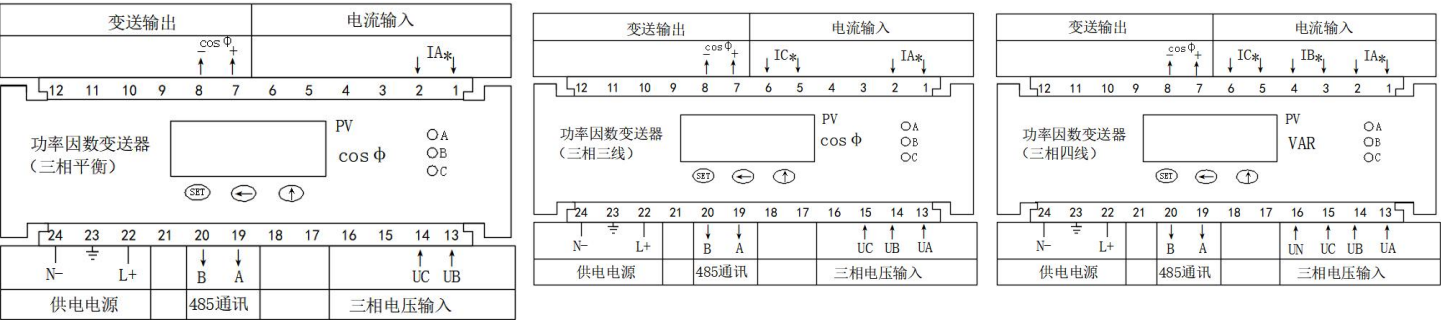 变送输出 电流输入
cosΦ
− +
IA*
12 11 10 9 8 7 6 5 4 3 2 1
功率因数变送器
(三相平衡)
PV
cosΦ
A
B
C
SET
24 23 22 21 20 19 18 17 16 15 14 13
N− L+ B A UC UB
供电电源 485通讯 三相电压输入
变送输出 电流输入
cosΦ
− +
IC* IA*
12 11 10 9 8 7 6 5 4 3 2 1
功率因数变送器
(三相三线)
PV
cosΦ
A
B
C
SET
24 23 22 21 20 19 18 17 16 15 14 13
N− L+ B A UC UB UA
供电电源 485通讯 三相电压输入
变送输出 电流输入
cosΦ
− +
IC* IB* IA*
12 11 10 9 8 7 6 5 4 3 2 1
功率因数变送器
(三相四线)
PV
VAR
A
B
C
SET
24 23 22 21 20 19 18 17 16 15 14 13
N− L+ B A UN UC UB UA
供电电源 485通讯 三相电压输入